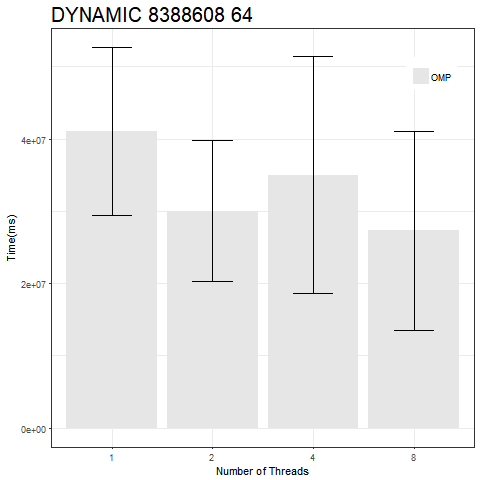 DYNAMIC 8388608 64
OMP
4e+07
2e+07
0e+00
Time(ms)
1 2 4 8
Number of Threads